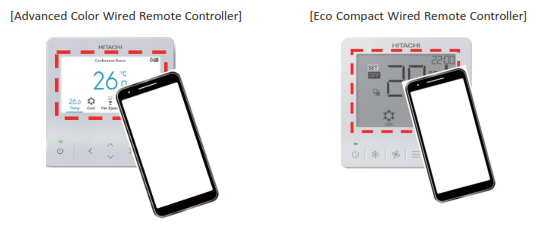 [Advanced Color Wired Remote Controller]
[Eco Compact Wired Remote Controller]
HITACHI
Conference Room
26.0 °C
26.0
Temp
Cool
Fan Speed
HITACHI
22:00
SET
OFF